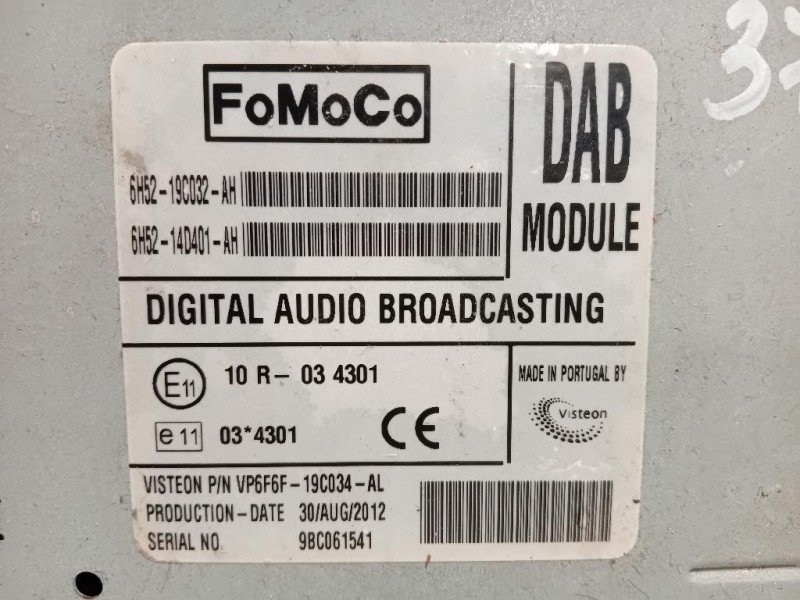 FoMoCo
DAB
MODULE
6H52-19C032-AH
6H52-14D401-AH
DIGITAL AUDIO BROADCASTING
E11 10 R- 03 4301
e 11 03*4301 CE
MADE IN PORTUGAL BY
Visteon
VISTEON P/N VP6F6F-19C034-AL
PRODUCTION-DATE 30/AUG/2012
SERIAL NO. 9BC061541